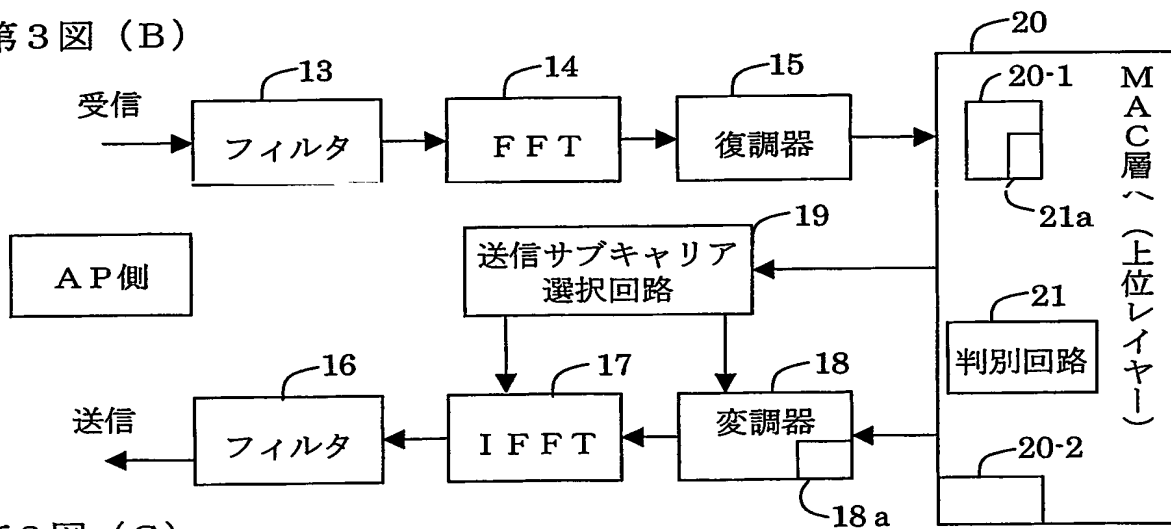 第3図（B）
20
13
14
15
20-1
受信
フィルタ
ＦＦＴ
復調器
21a
MAC層へ（上位レイヤー）
19
送信サブキャリア
選択回路
ＡＰ側
21
判別回路
16
17
18
送信
フィルタ
ＩＦＦＴ
変調器
20-2
18a